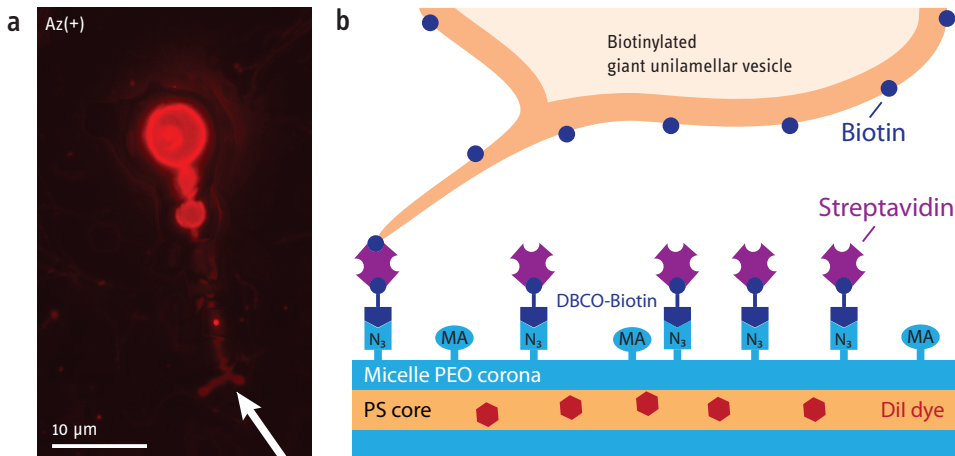 a
Az(+)
10 μm
b
Biotinylated
giant unilamellar vesicle
Biotin
Streptavidin
DBCO-Biotin
N₃ MA N₃ MA N₃ N₃ N₃ MA
Micelle PEO corona
PS core
DiI dye